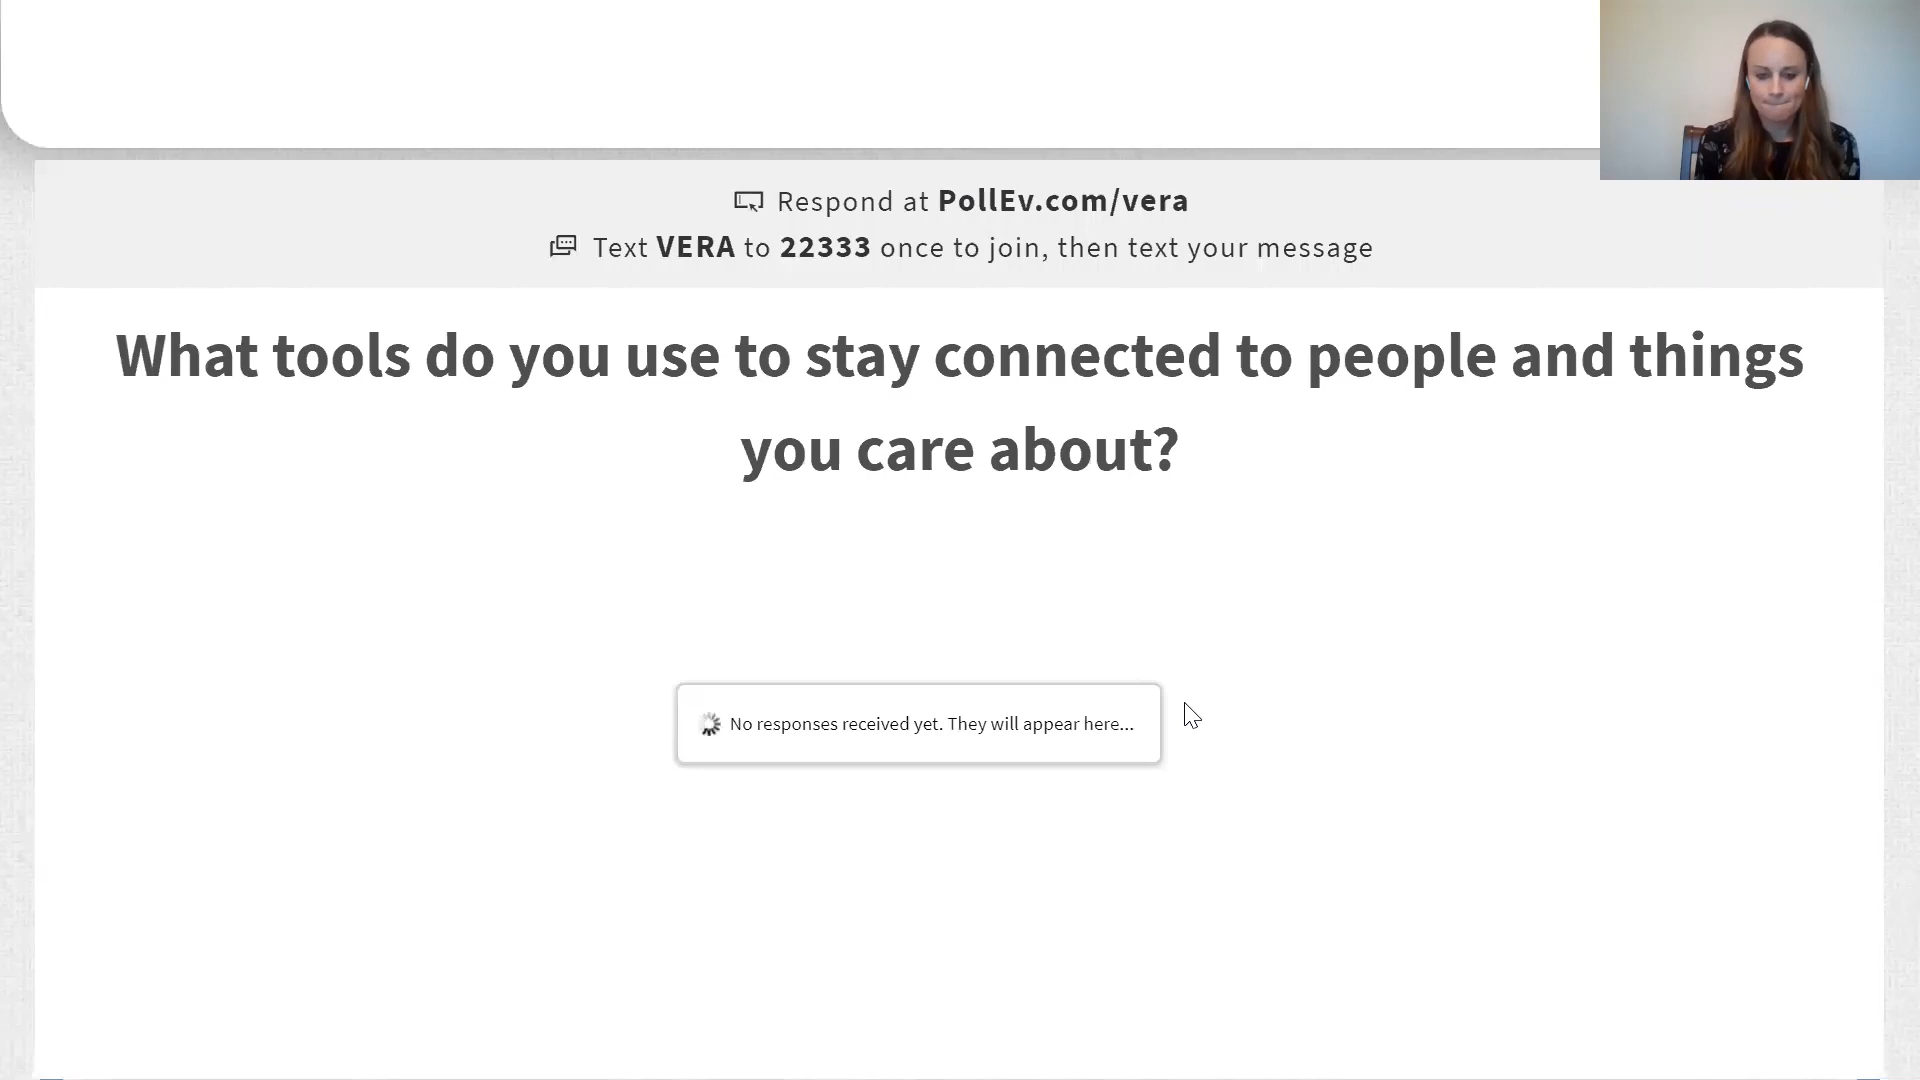 Respond at PollEv.com/vera
Text VERA to 22333 once to join, then text your message
What tools do you use to stay connected to people and things
you care about?
No responses received yet. They will appear here...